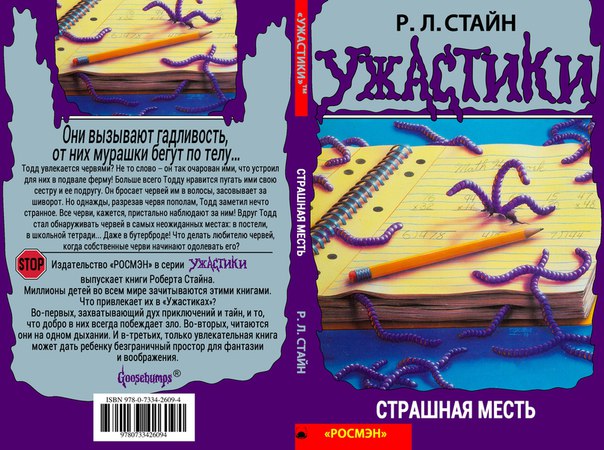 Они вызывают гадливость,
от них мурашки бегут по телу...
Тодд увлекается червями? Не то слово – он так очарован ими, что устроил
для них в подвале ферму! Больше всего Тодду нравится пугать ими свою
сестру и ее подругу. Он бросает червей им в волосы, засовывает за
шиворот. Но однажды, разрезав червя пополам, Тодд заметил нечто
странное. Все черви, кажется, пристально наблюдают за ним! Вдруг Тодд
стал обнаруживать червей в самых неожиданных местах: в постели,
в школьной тетради... Даже в бутерброде! Что делать любителю червей,
когда собственные черви начинают одолевать его?
STOP
Издательство «РОСМЭН» в серии УЖАСТИКИ
выпускает книги Роберта Стайна.
Миллионы детей во всем мире зачитываются этими книгами.
Что привлекает их в «Ужастиках»?
Во-первых, захватывающий дух приключений и тайн, и то,
что добро в них всегда побеждает зло. Во-вторых, читаются
они на одном дыхании. И в-третьих, только увлекательная книга
может дать ребенку безграничный простор для фантазии
и воображения.
Goosebumps®
ISBN 978-0-7334-2609-4
9780733426094
«УЖАСТИКИ»™
СТРАШНАЯ МЕСТЬ
Р. Л. СТАЙН
Р. Л. СТАЙН
УЖАСТИКИ
СТРАШНАЯ МЕСТЬ
«РОСМЭН»